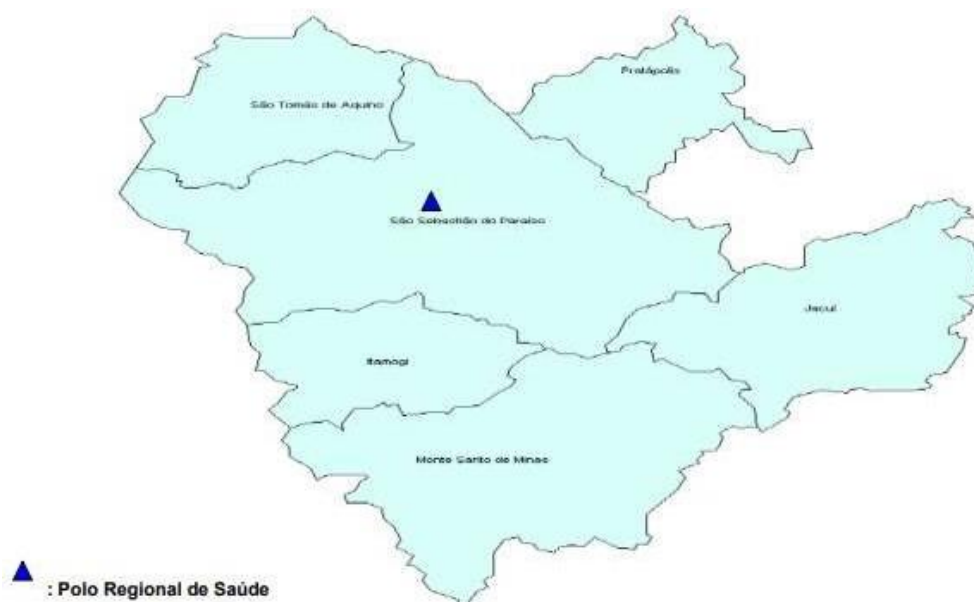 Pratápolis
São Tomás de Aquino
São Sebastião do Paraíso
Jacuí
Itamogi
Monte Santo de Minas
: Polo Regional de Saúde